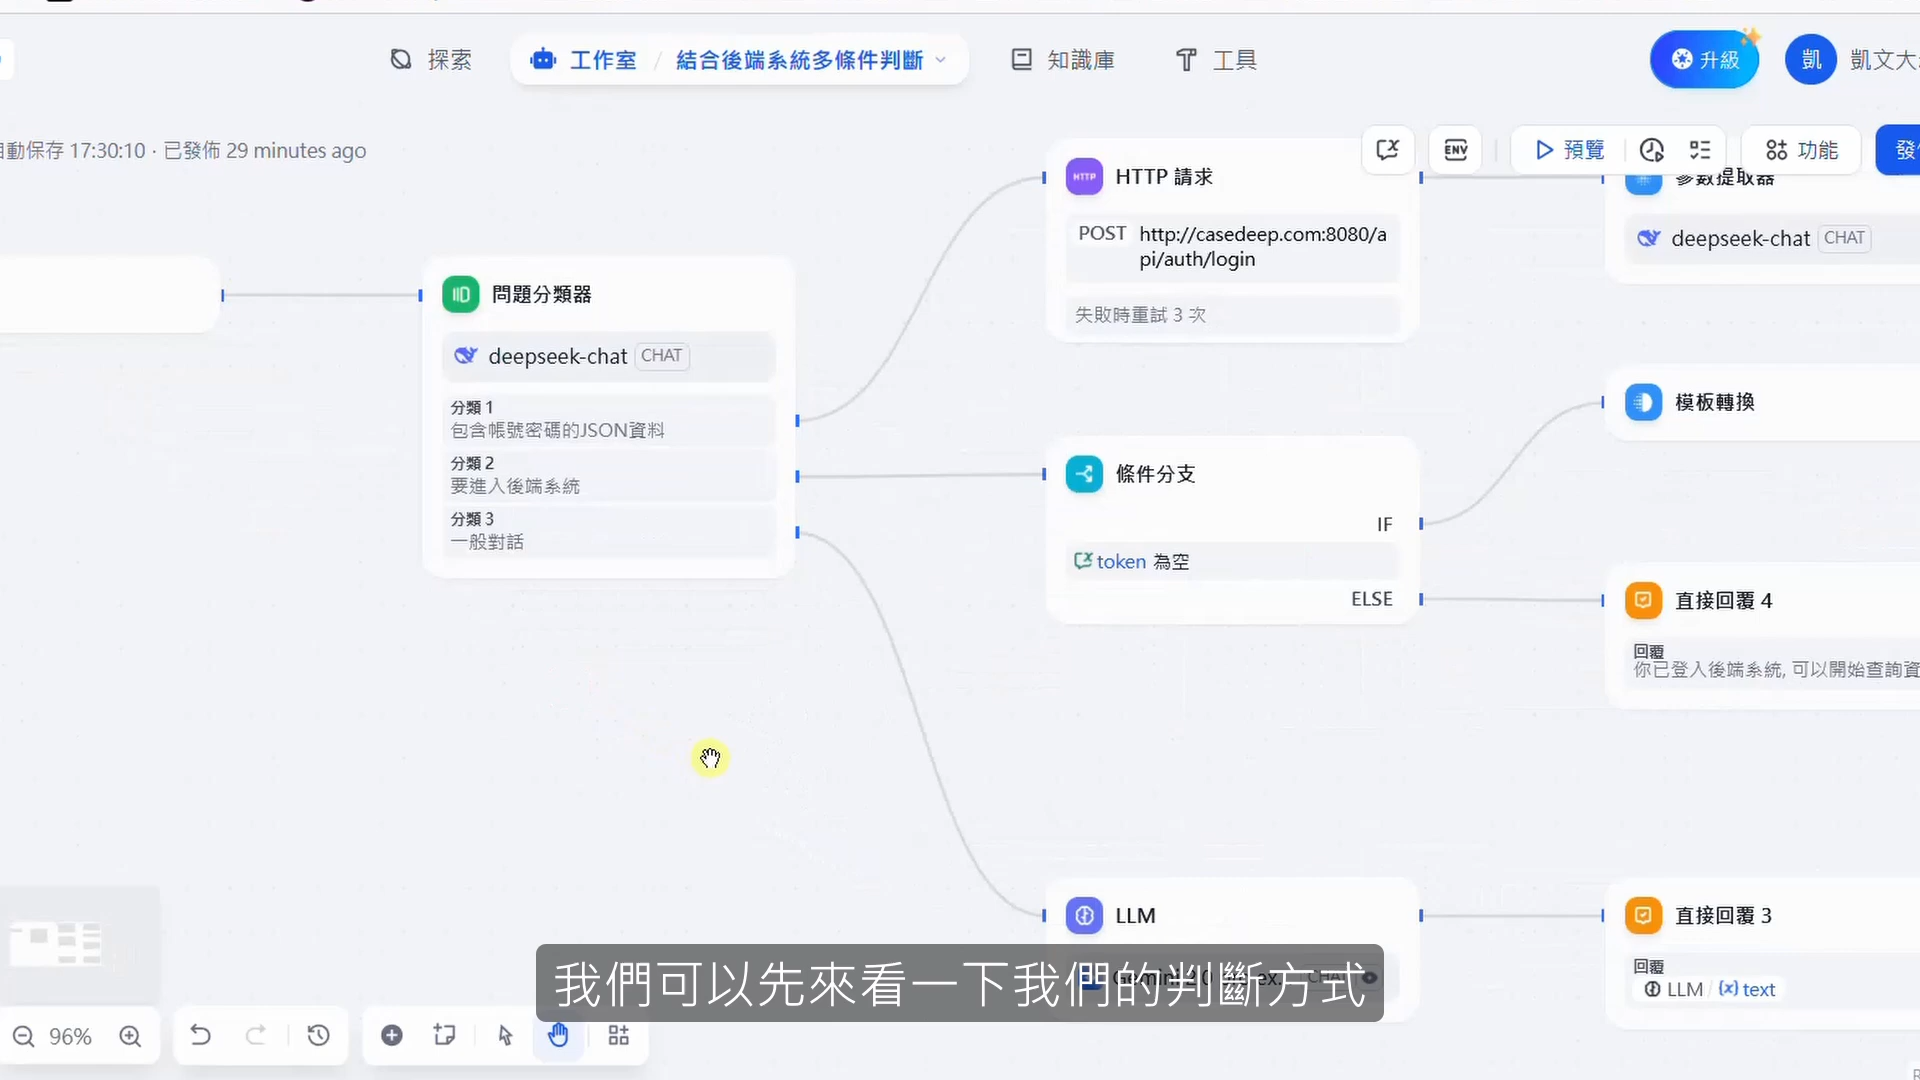 探索
工作室 / 結合後端系統多條件判斷
知識庫
工具
升級
凱
凱文大
動保存 17:30:10 · 已發佈 29 minutes ago
ENV
預覽
功能
HTTP
HTTP 請求
POST http://casedeep.com:8080/a
pi/auth/login
失敗時重試 3 次
參數提取器
deepseek-chat CHAT
問題分類器
deepseek-chat CHAT
分類 1
包含帳號密碼的JSON資料
分類 2
要進入後端系統
分類 3
一般對話
條件分支
IF
token 為空
ELSE
模板轉換
直接回覆 4
回覆
你已登入後端系統, 可以開始查詢資
LLM
直接回覆 3
回覆
LLM / {x} text
我們可以先來看一下我們的判斷方式
96%